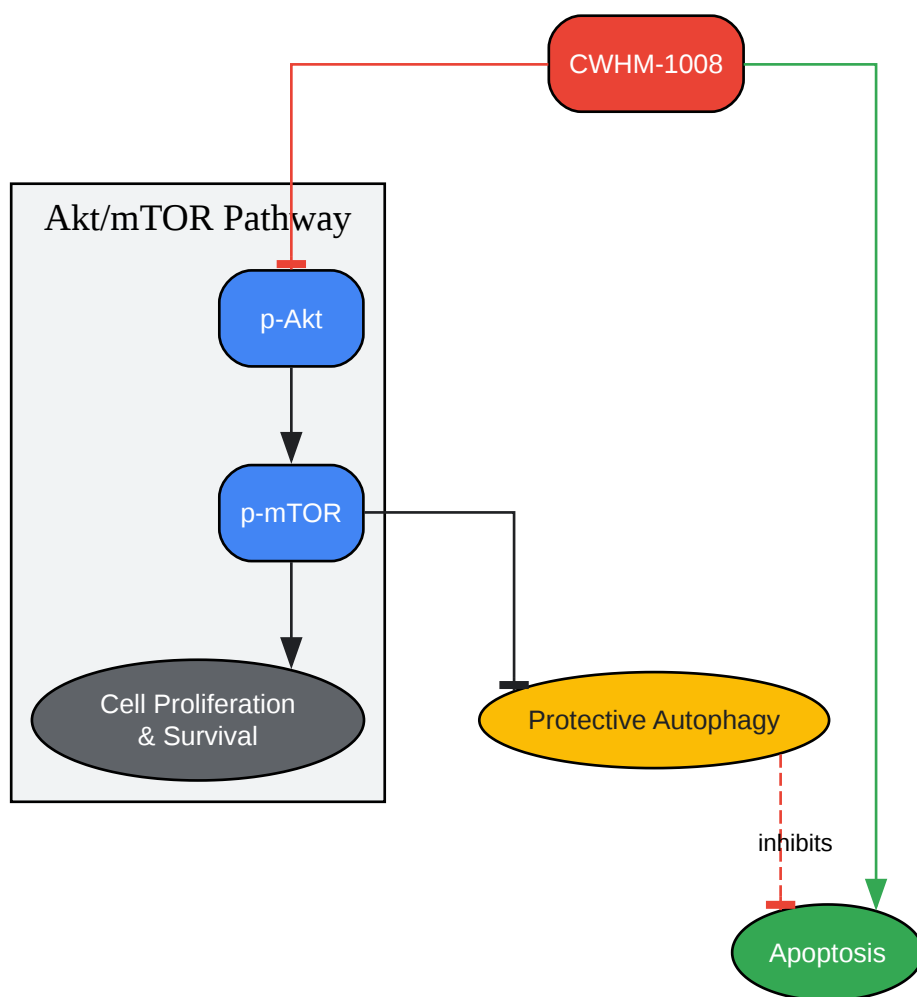 CWHM-1008
Akt/mTOR Pathway
p-Akt
p-mTOR
Cell Proliferation
& Survival
Protective Autophagy
inhibits
Apoptosis